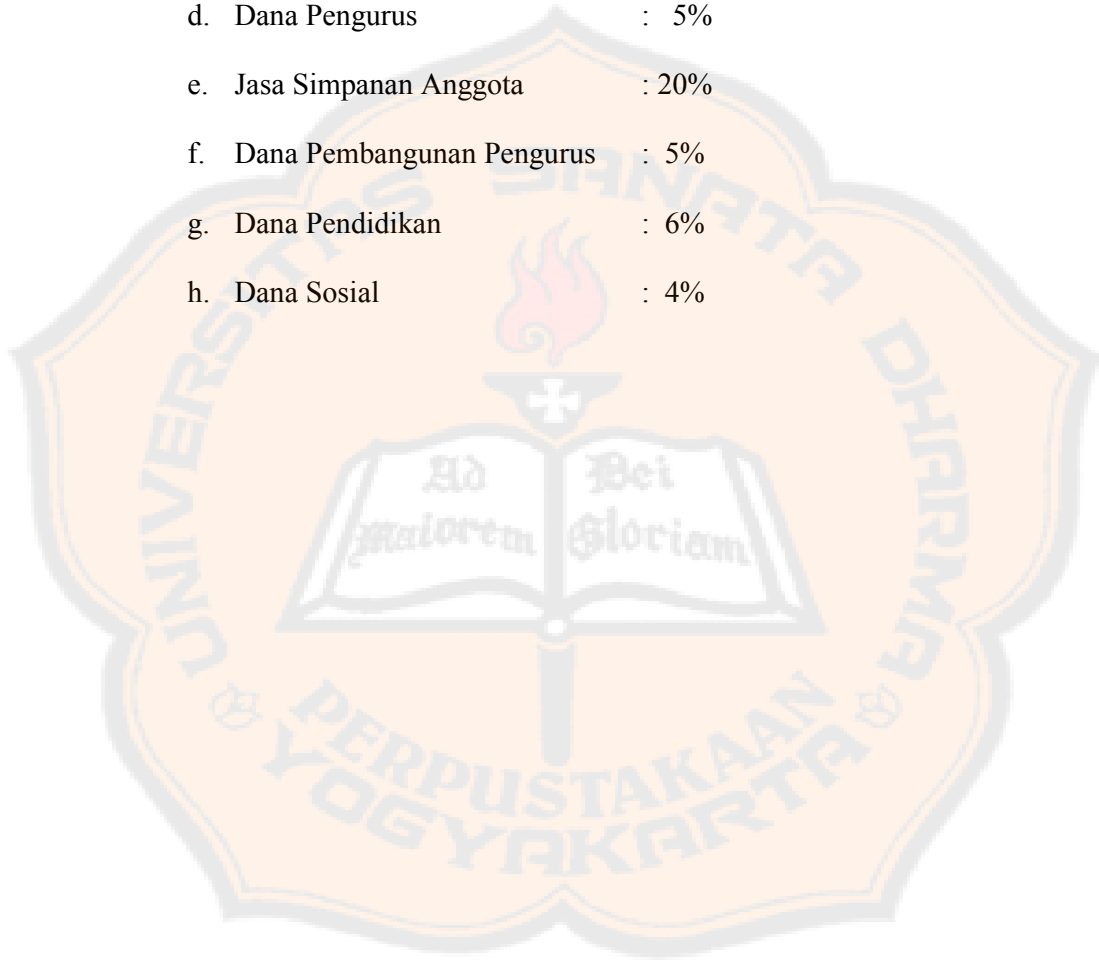 d. Dana Pengurus : 5%
e. Jasa Simpanan Anggota : 20%
f. Dana Pembangunan Pengurus : 5%
g. Dana Pendidikan : 6%
h. Dana Sosial : 4%
UNIVERSITAS SANATA DHARMA
Ad Dei
Maiorem Gloriam
PERPUSTAKAAN
YOGYAKARTA